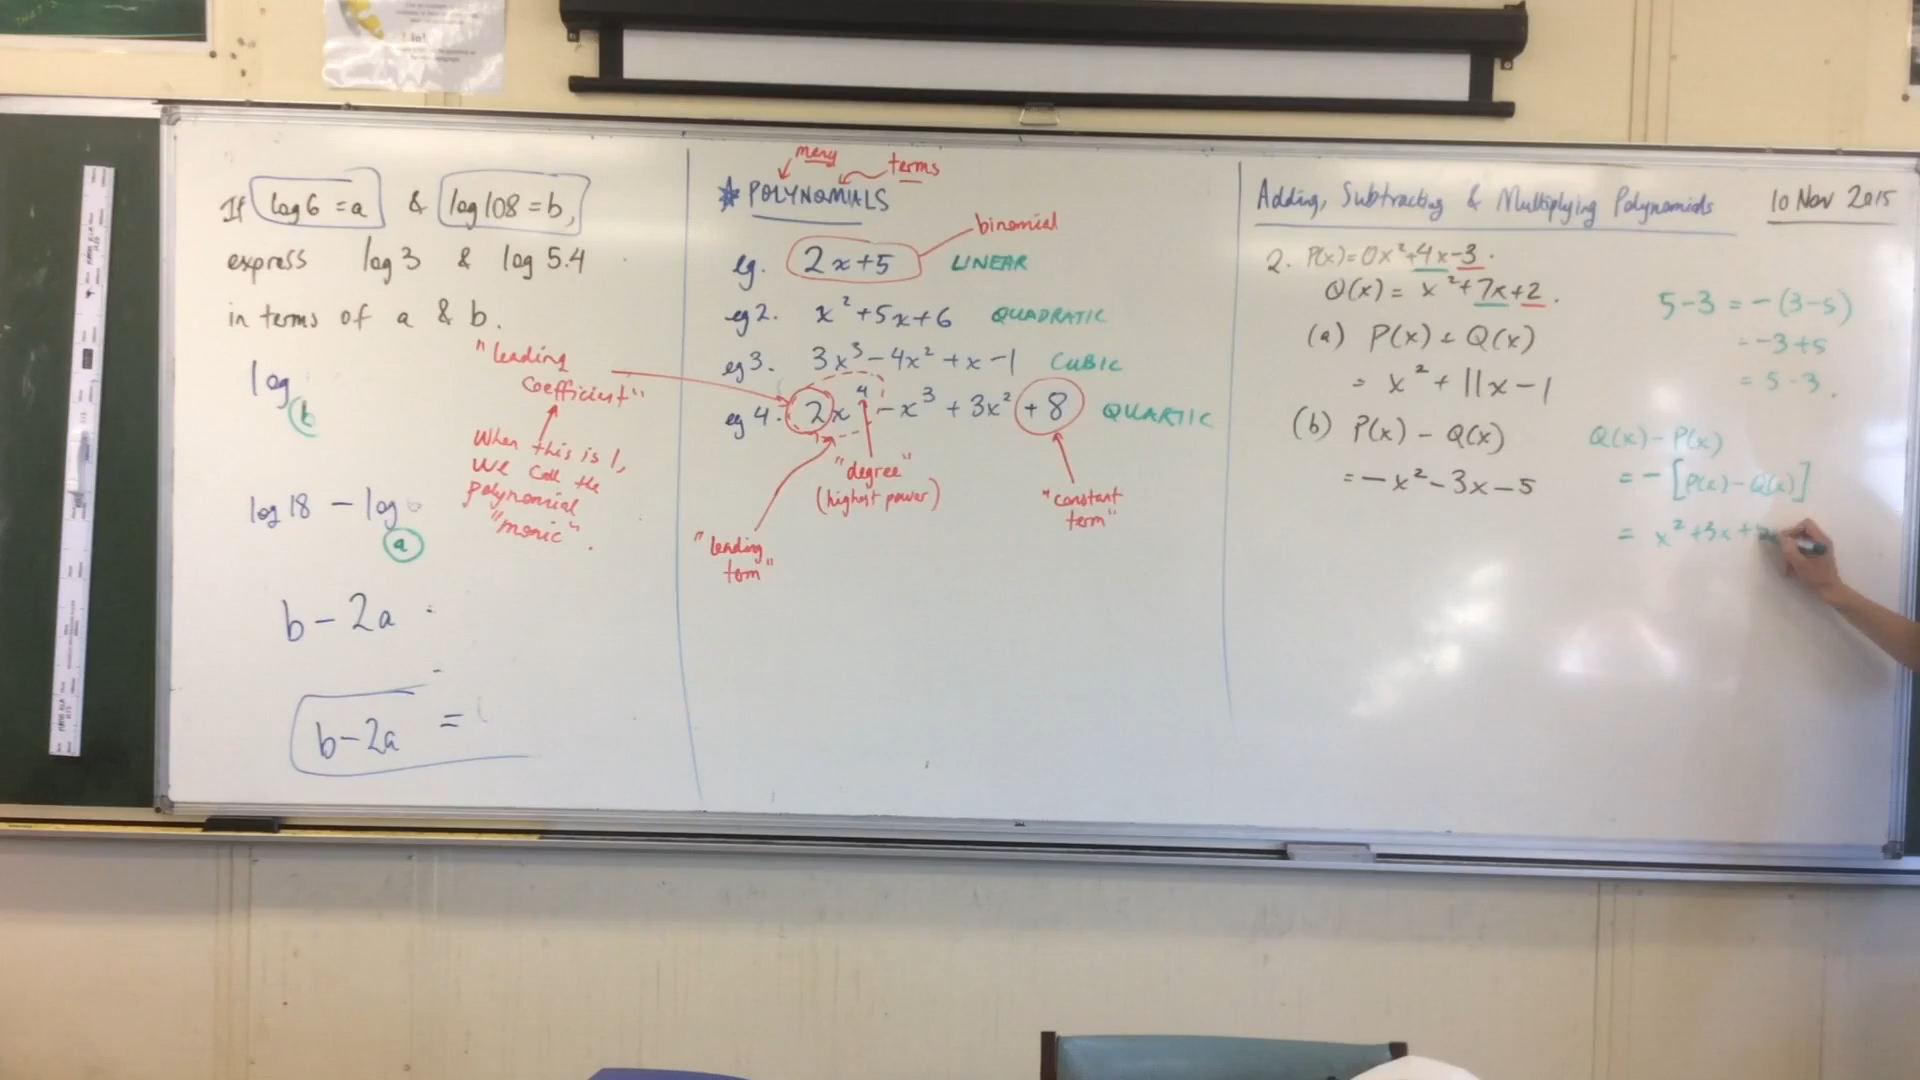 If log 6 = a & log 108 = b,
express log 3 & log 5.4
in terms of a & b.
log
b
log 18 - log
a
b - 2a
b - 2a =
"leading
coefficient"
When this is 1,
we call the
polynomial
"monic".
many terms
* POLYNOMIALS
binomial
eg. 2x+5 LINEAR
eg 2. x² + 5x + 6 QUADRATIC
eg 3. 3x³ - 4x² + x - 1 CUBIC
eg 4. 2x⁴ - x³ + 3x² + 8 QUARTIC
"degree"
(highest power)
"constant
term"
"leading
term"
Adding, Subtracting & Multiplying Polynomials 10 Nov 2015
2. P(x) = 0x² + 4x - 3.
Q(x) = x² + 7x + 2.
(a) P(x) + Q(x)
= x² + 11x - 1
(b) P(x) - Q(x)
= -x² - 3x - 5
5 - 3 = -(3-5)
= -3 + 5
= 5 - 3.
Q(x) - P(x)
= -[P(x) - Q(x)]
= x² + 3x +